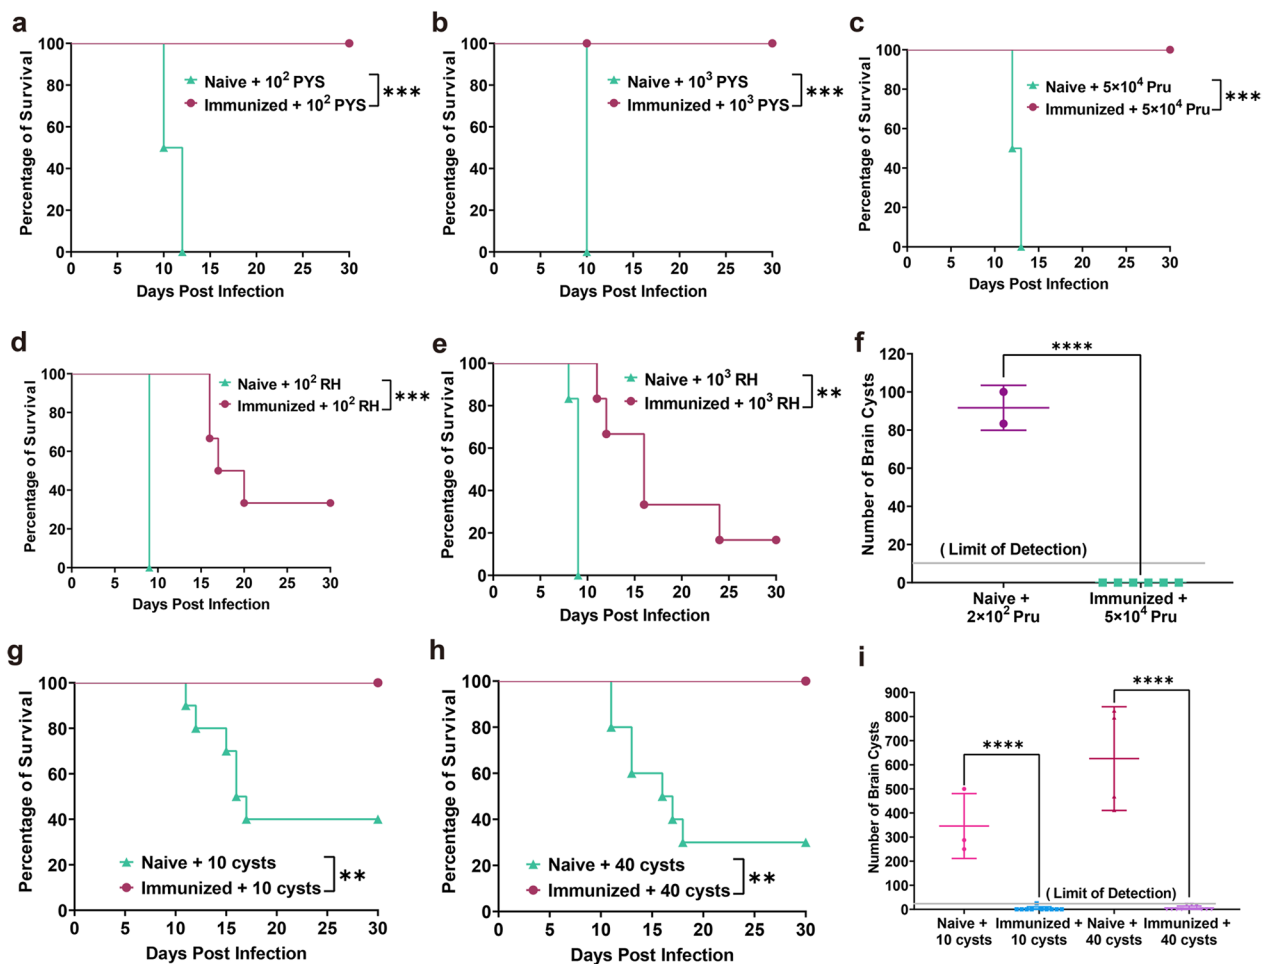 a
Percentage of Survival
100
80
60
40
20
0
0 5 10 15 20 25 30
Days Post Infection
Naive + 10² PYS
Immunized + 10² PYS
***
b
Percentage of Survival
100
80
60
40
20
0
0 5 10 15 20 25 30
Days Post Infection
Naive + 10³ PYS
Immunized + 10³ PYS
***
c
Percentage of Survival
100
80
60
40
20
0
0 5 10 15 20 25 30
Days Post Infection
Naive + 5×10⁴ Pru
Immunized + 5×10⁴ Pru
***
d
Percentage of Survival
100
80
60
40
20
0
0 5 10 15 20 25 30
Days Post Infection
Naive + 10² RH
Immunized + 10² RH
***
e
Percentage of Survival
100
80
60
40
20
0
0 5 10 15 20 25 30
Days Post Infection
Naive + 10³ RH
Immunized + 10³ RH
**
f
Number of Brain Cysts
120
100
80
60
40
20
0
****
( Limit of Detection)
Naive +
2×10² Pru
Immunized +
5×10⁴ Pru
g
Percentage of Survival
100
80
60
40
20
0
0 5 10 15 20 25 30
Days Post Infection
Naive + 10 cysts
Immunized + 10 cysts
**
h
Percentage of Survival
100
80
60
40
20
0
0 5 10 15 20 25 30
Days Post Infection
Naive + 40 cysts
Immunized + 40 cysts
**
i
Number of Brain Cysts
900
800
700
600
500
400
300
200
100
0
****
****
( Limit of Detection)
Naive +
10 cysts
Immunized +
10 cysts
Naive +
40 cysts
Immunized +
40 cysts